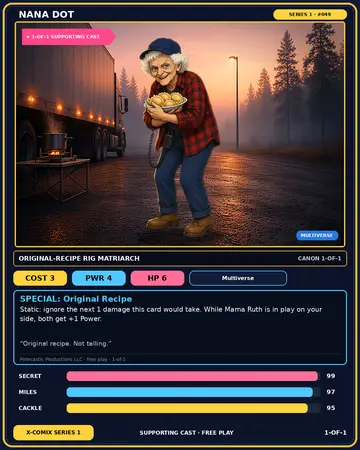 NANA DOT
SERIES 1 · #049
1-OF-1 SUPPORTING CAST
MULTIVERSE
ORIGINAL-RECIPE RIG MATRIARCH
CANON 1-OF-1
COST 3
PWR 4
HP 6
Multiverse
SPECIAL: Original Recipe
Static: ignore the next 1 damage this card would take. While Mama Ruth is in play on your
side, both get +1 Power.
"Original recipe. Not telling."
Perecastic Productions LLC · free play · 1-of-1
SECRET 99
MILES 97
CACKLE 95
X-COMIX SERIES 1
SUPPORTING CAST · FREE PLAY
1-OF-1